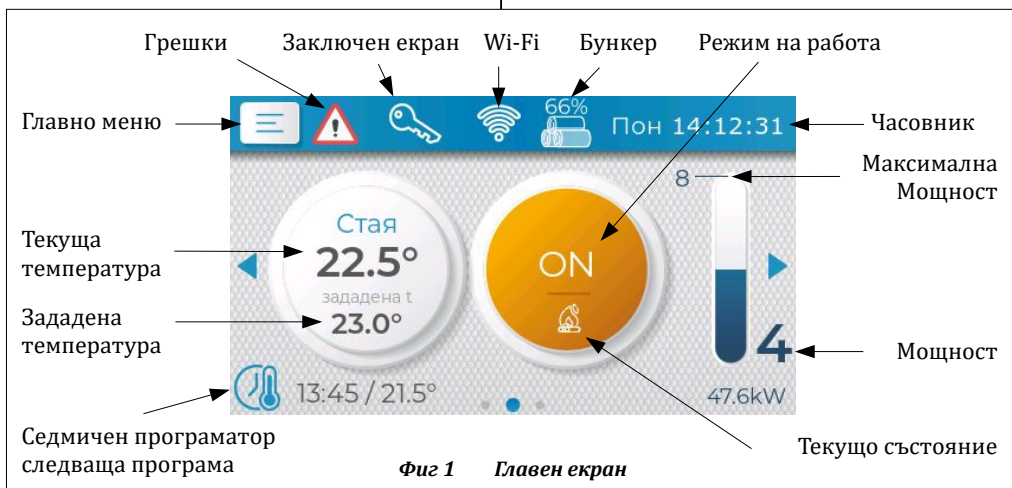 Грешки Заключен екран Wi-Fi Бункер Режим на работа
Главно меню
66%
Пон 14:12:31
Часовник
8
Максимална
Мощност
Стая
22.5°
зададена t
23.0°
ON
Текуща
температура
Зададена
температура
4
Мощност
13:45 / 21.5°
47.6kW
Седмичен програматор
следваща програма
Текущо състояние
Фиг 1 Главен екран